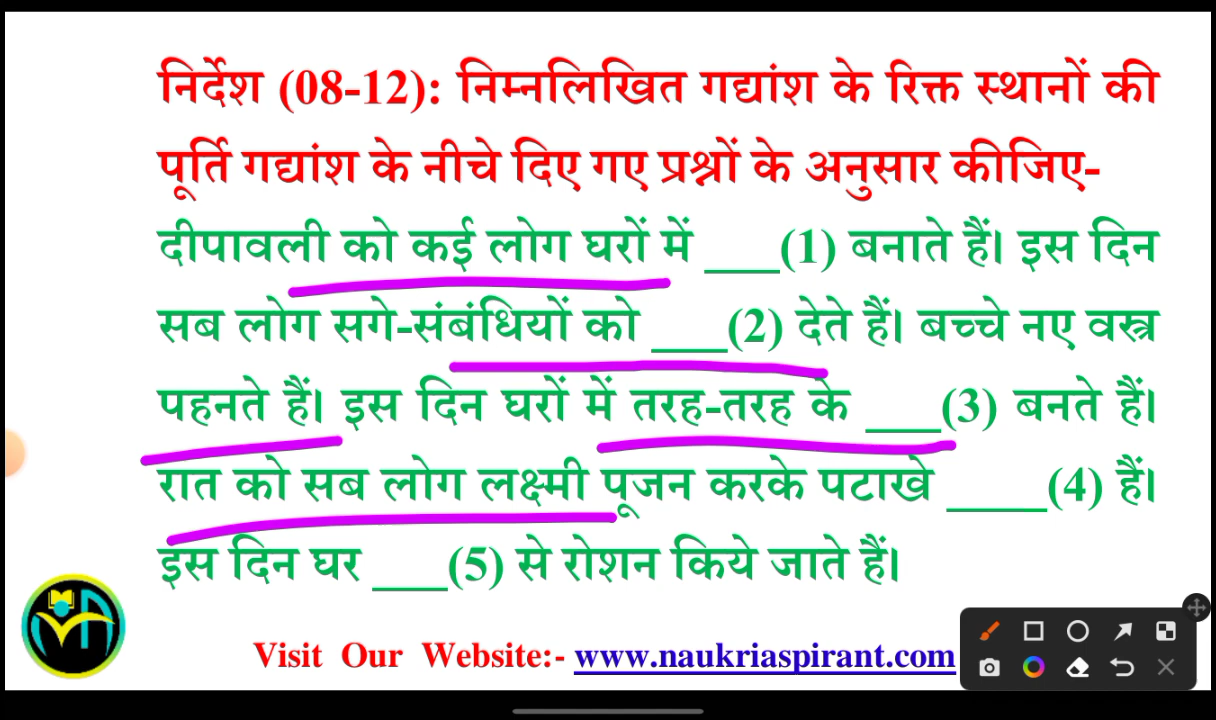 निर्देश (08-12): निम्नलिखित गद्यांश के रिक्त स्थानों की
पूर्ति गद्यांश के नीचे दिए गए प्रश्नों के अनुसार कीजिए-
दीपावली को कई लोग घरों में ___(1) बनाते हैं। इस दिन
सब लोग सगे-संबंधियों को ___(2) देते हैं। बच्चे नए वस्त्र
पहनते हैं। इस दिन घरों में तरह-तरह के ___(3) बनते हैं।
रात को सब लोग लक्ष्मी पूजन करके पटाखे ____(4) हैं।
इस दिन घर ___(5) से रोशन किये जाते हैं।
Visit Our Website:- www.naukriaspirant.com